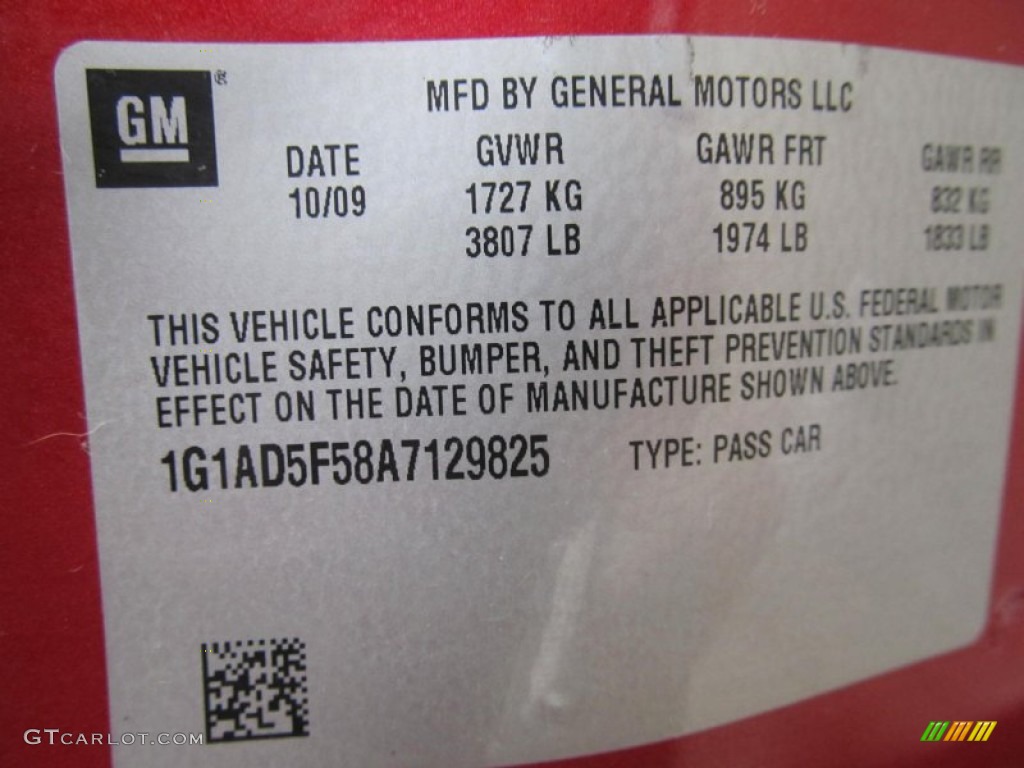 GM ®
MFD BY GENERAL MOTORS LLC
DATE GVWR GAWR FRT GAWR RR
10/09 1727 KG 895 KG 832 KG
3807 LB 1974 LB 1833 LB
THIS VEHICLE CONFORMS TO ALL APPLICABLE U.S. FEDERAL MOTOR
VEHICLE SAFETY, BUMPER, AND THEFT PREVENTION STANDARDS IN
EFFECT ON THE DATE OF MANUFACTURE SHOWN ABOVE.
1G1AD5F58A7129825 TYPE: PASS CAR
GTCARLOT.COM